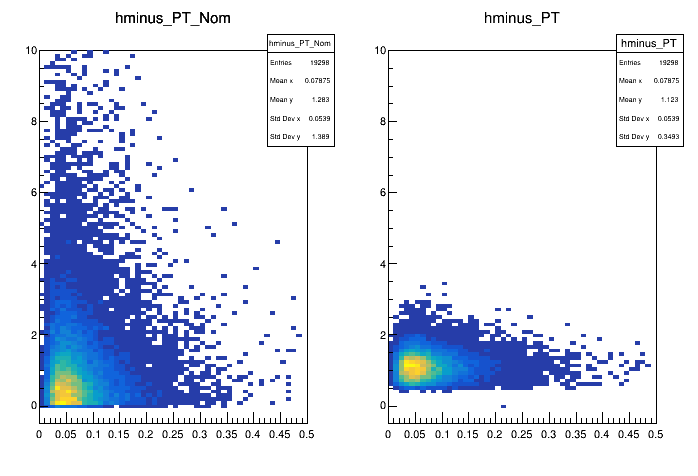 hminus_PT_Nom
hminus_PT_Nom
Entries 19298
Mean x 0.07875
Mean y 1.283
Std Dev x 0.0539
Std Dev y 1.389
10
8
6
4
2
0
0 0.05 0.1 0.15 0.2 0.25 0.3 0.35 0.4 0.45 0.5
hminus_PT
hminus_PT
Entries 19298
Mean x 0.07875
Mean y 1.123
Std Dev x 0.0539
Std Dev y 0.3493
10
8
6
4
2
0
0 0.05 0.1 0.15 0.2 0.25 0.3 0.35 0.4 0.45 0.5